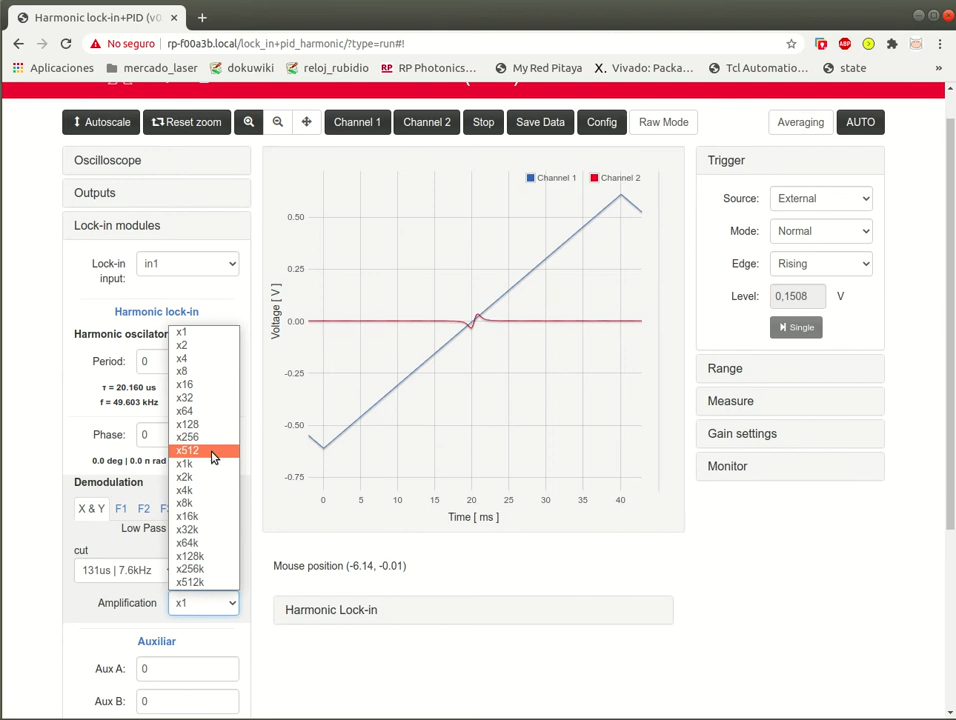 Harmonic lock-in+PID (v0
No seguro
rp-f00a3b.local/lock_in+pid_harmonic/?type=run#!
ABP
Aplicaciones
mercado_laser
dokuwiki
reloj_rubidio
RP RP Photonics...
My Red Pitaya
X. Vivado: Packa...
Tcl Automatio...
state
»
Autoscale
Reset zoom
Channel 1
Channel 2
Stop
Save Data
Config
Raw Mode
Averaging
AUTO
Oscilloscope
Outputs
Lock-in modules
Lock-in input:
in1
Harmonic lock-in
Harmonic oscilator
Period:
0
τ = 20.160 us
f = 49.603 kHz
Phase:
0
0.0 deg | 0.0 π rad
Demodulation
X & Y
F1
F2
Low Pass
cut
131us | 7.6kHz
Amplification
x1
x1
x2
x4
x8
x16
x32
x64
x128
x256
x512
x1k
x2k
x4k
x8k
x16k
x32k
x64k
x128k
x256k
x512k
Auxiliar
Aux A:
0
Aux B:
0
Channel 1
Channel 2
Voltage [ V ]
0.50
0.25
0.00
-0.25
-0.50
-0.75
0
5
10
15
20
25
30
35
40
Time [ ms ]
Mouse position (-6.14, -0.01)
Harmonic Lock-in
Trigger
Source:
External
Mode:
Normal
Edge:
Rising
Level:
0,1508
V
Single
Range
Measure
Gain settings
Monitor